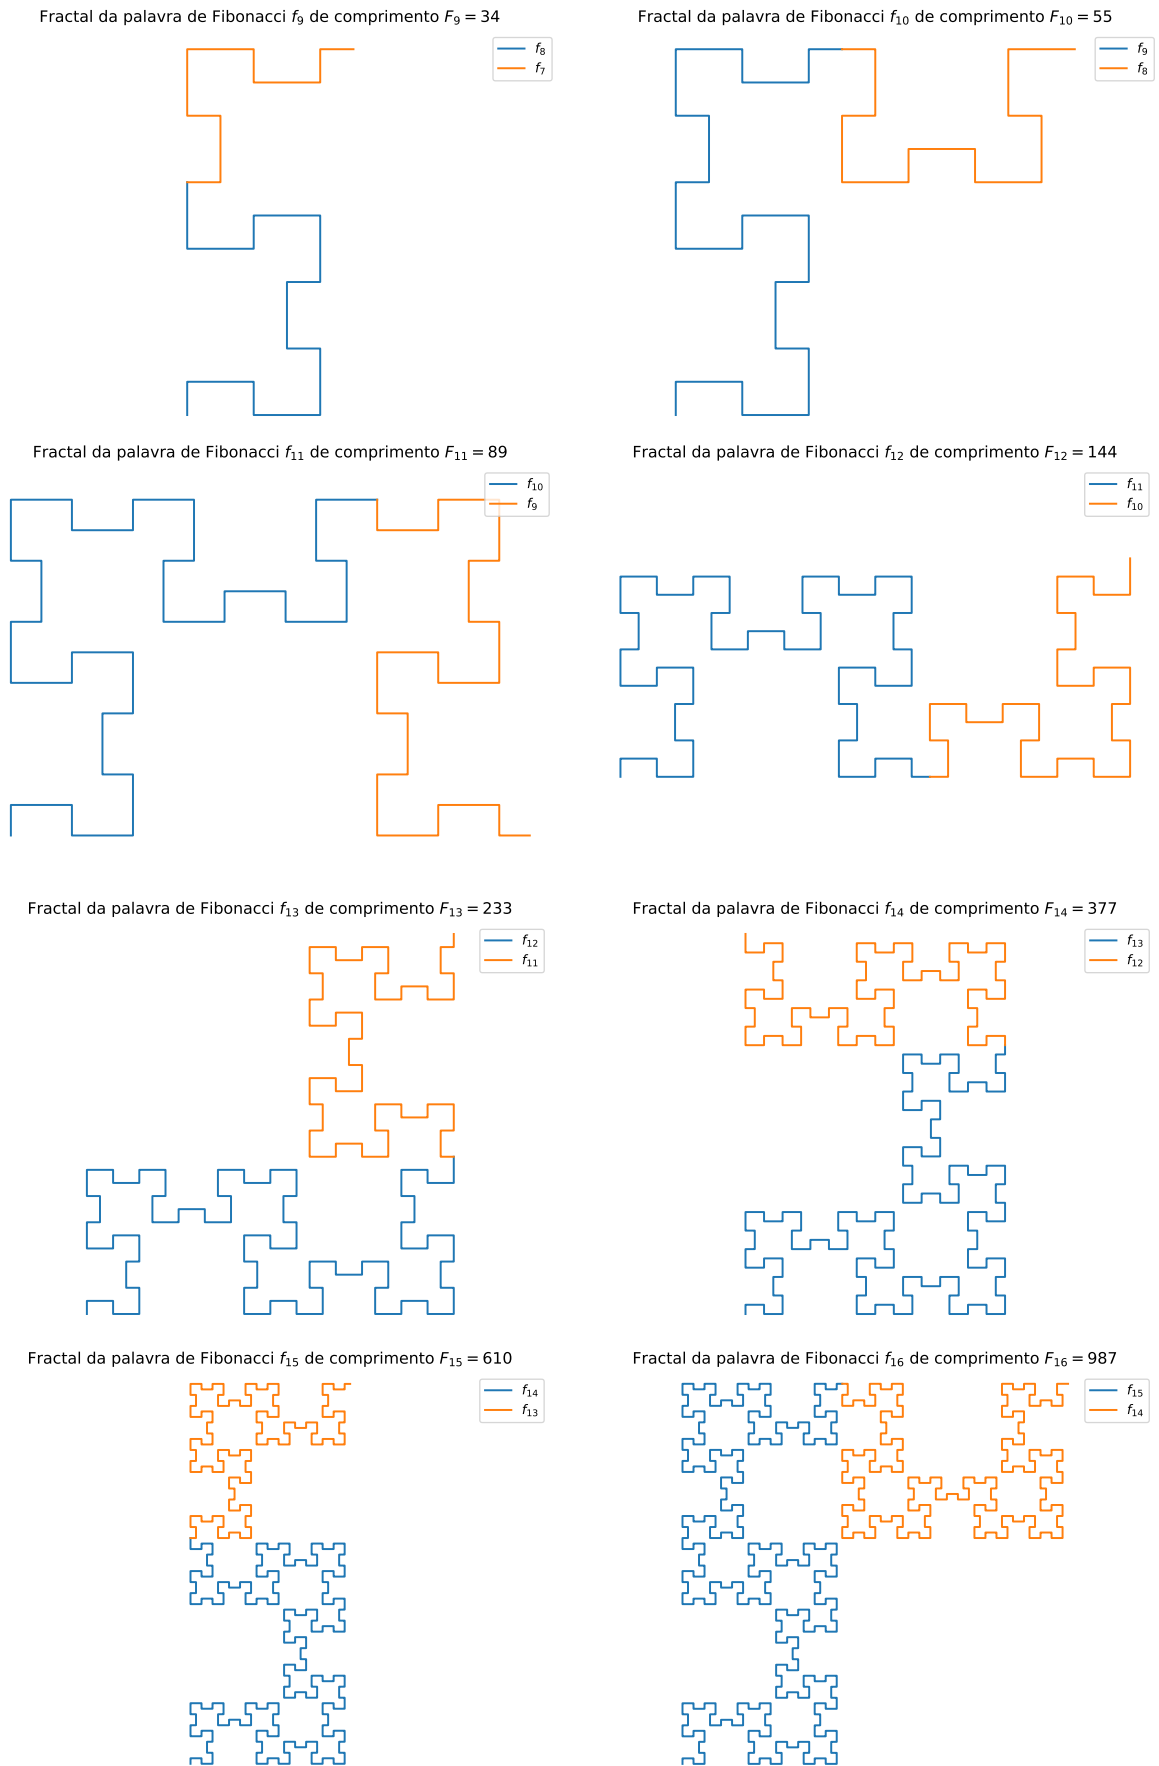 Fractal da palavra de Fibonacci f₉ de comprimento F₉ = 34
f₈
f₇
Fractal da palavra de Fibonacci f₁₀ de comprimento F₁₀ = 55
f₉
f₈
Fractal da palavra de Fibonacci f₁₁ de comprimento F₁₁ = 89
f₁₀
f₉
Fractal da palavra de Fibonacci f₁₂ de comprimento F₁₂ = 144
f₁₁
f₁₀
Fractal da palavra de Fibonacci f₁₃ de comprimento F₁₃ = 233
f₁₂
f₁₁
Fractal da palavra de Fibonacci f₁₄ de comprimento F₁₄ = 377
f₁₃
f₁₂
Fractal da palavra de Fibonacci f₁₅ de comprimento F₁₅ = 610
f₁₄
f₁₃
Fractal da palavra de Fibonacci f₁₆ de comprimento F₁₆ = 987
f₁₅
f₁₄